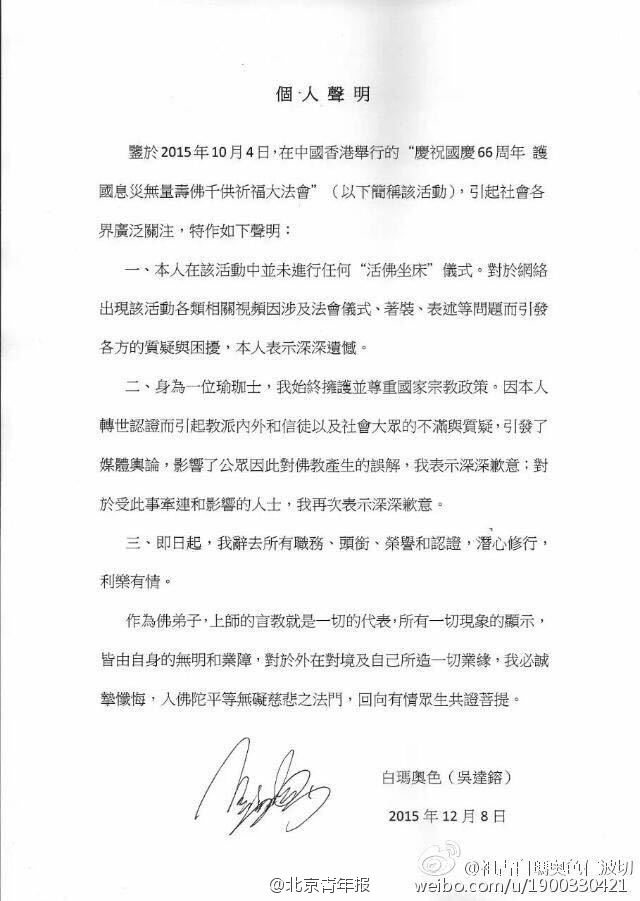 個人聲明
鑒於2015年10月4日，在中國香港舉行的“慶祝國慶66周年 護
國息災無量壽佛千供祈福大法會”（以下簡稱該活動），引起社會各
界廣泛關注，特作如下聲明：
一、本人在該活動中並未進行任何“活佛坐床”儀式。對於網絡
出現該活動各類相關視頻因涉及法會儀式、著裝、表述等問題而引發
各方的質疑與困擾，本人表示深深遺憾。
二、身為一位瑜珈士，我始終擁護並尊重國家宗教政策。因本人
轉世認證而引起教派內外和信徒以及社會大眾的不滿與質疑，引發了
媒體輿論，影響了公眾因此對佛教產生的誤解，我表示深深歉意；對
於受此事牽連和影響的人士，我再次表示深深歉意。
三、即日起，我辭去所有職務、頭銜、榮譽和認證，潛心修行，
利樂有情。
作為佛弟子，上師的言教就是一切的代表，所有一切現象的顯示，
皆由自身的無明和業障，對於外在對境及自己所造一切業緣，我必誠
摯懺悔，入佛陀平等無礙慈悲之法門，回向有情眾生共證菩提。
白瑪奧色（吳達鎔）
2015年12月8日
@北京青年报
@祖古白瑪奧色仁波切
weibo.com/u/1900330421